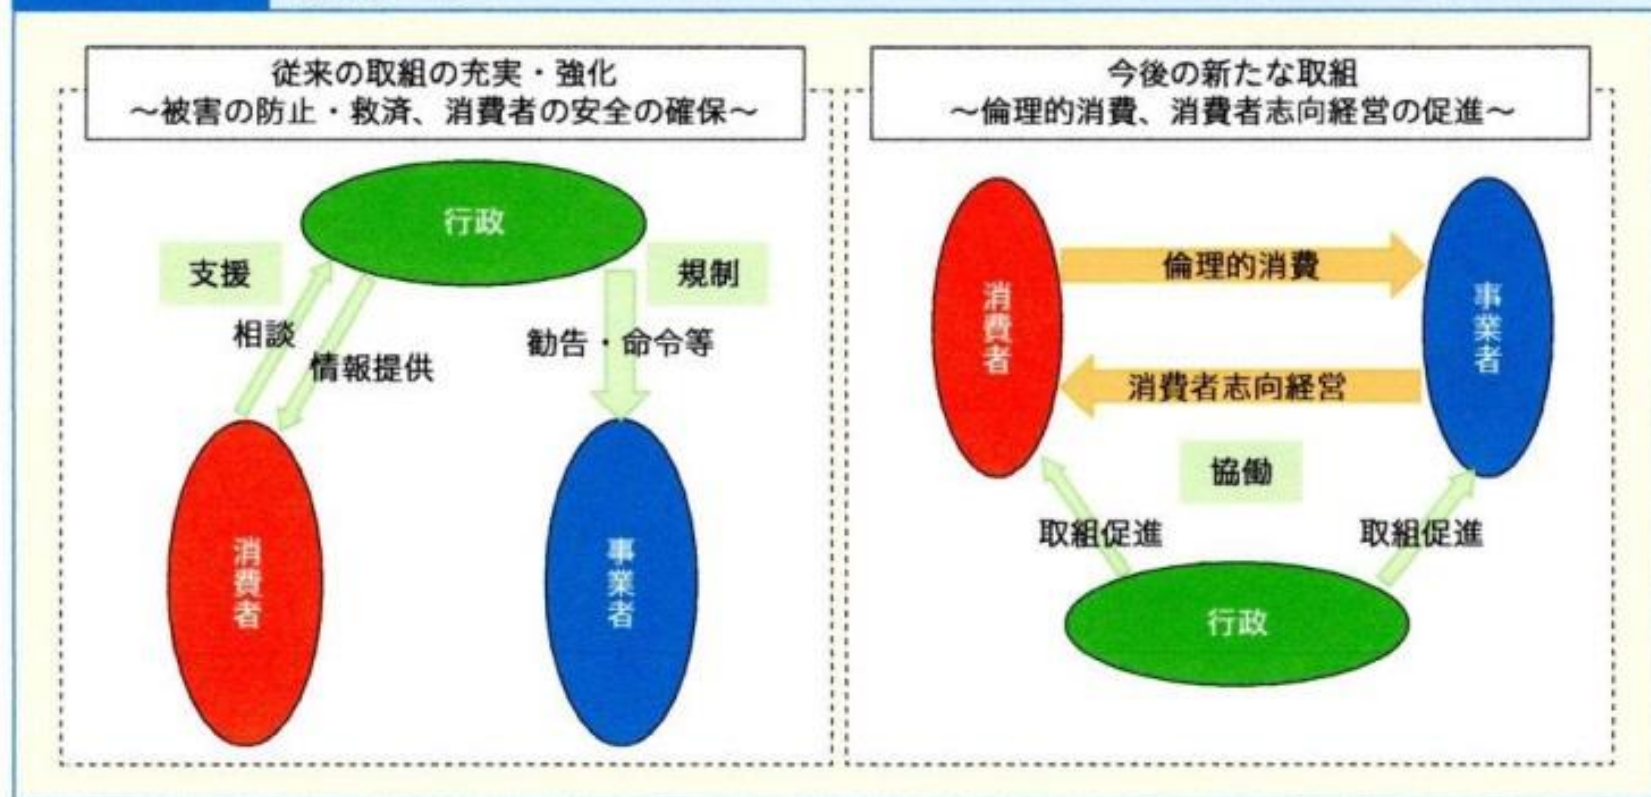 従来の取組の充実・強化
～被害の防止・救済、消費者の安全の確保～
行政
支援
規制
相談
情報提供
勧告・命令等
消費者
事業者
今後の新たな取組
～倫理的消費、消費者志向経営の促進～
消費者
事業者
倫理的消費
消費者志向経営
協働
取組促進
取組促進
行政